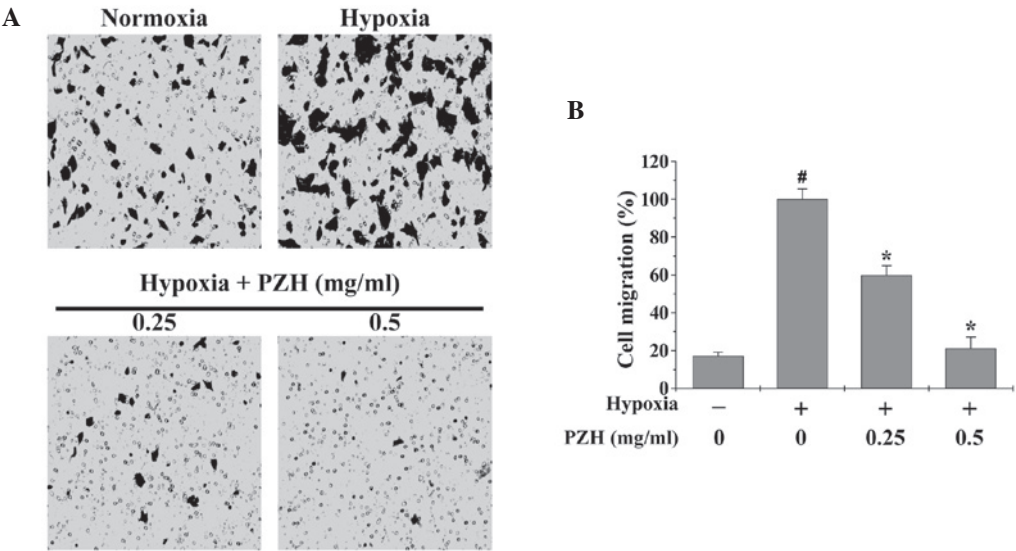 A
Normoxia Hypoxia
Hypoxia + PZH (mg/ml)
0.25 0.5
B
Cell migration (%)
120
100
80
60
40
20
0
#
*
*
Hypoxia − + + +
PZH (mg/ml) 0 0 0.25 0.5